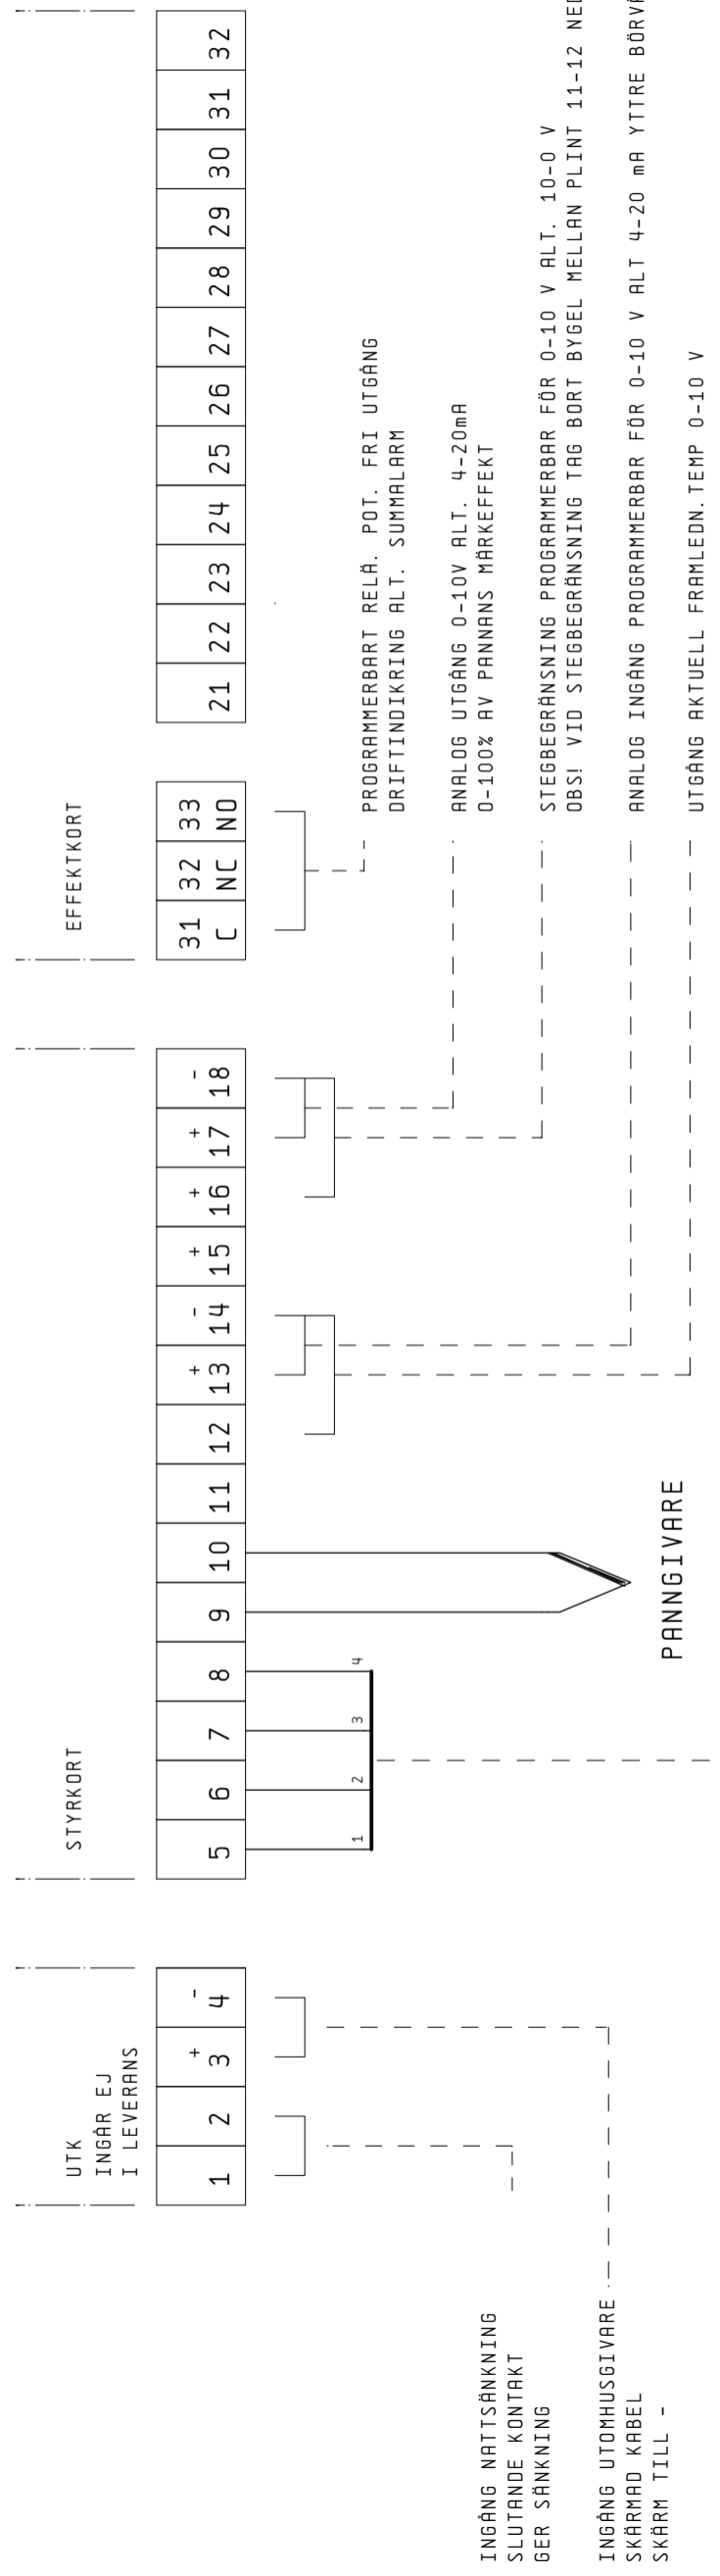 UTK
INGÅR EJ
I LEVERANS
STYRKORT
EFFEKTKORT
+ -
1 2 3 4
+ - + + + -
5 6 7 8 9 10 11 12 13 14 15 16 17 18
31 32 33
C NC NO
21 22 23 24 25 26 27 28 29 30 31 32
1 2 3 4
PROGRAMMERBART RELÄ. POT. FRI UTGÅNG
DRIFTINDIKRING ALT. SUMMALARM
ANALOG UTGÅNG 0-10V ALT. 4-20mA
0-100% AV PANNANS MÄRKEFFEKT
INGÅNG NATTSÄNKNING
SLUTANDE KONTAKT
GER SÄNKNING
STEGBEGRÄNSNING PROGRAMMERBAR FÖR 0-10 V ALT. 10-0 V
OBS! VID STEGBEGRÄNSNING TAG BORT BYGEL MELLAN PLINT 11-12
INGÅNG UTOMHUSGIVARE
SKÄRMAD KABEL
SKÄRM TILL -
ANALOG INGÅNG PROGRAMMERBAR FÖR 0-10 V ALT 4-20 mA YTTRE
PANNGIVARE
UTGÅNG AKTUELL FRAMLEDN.TEMP 0-10 V